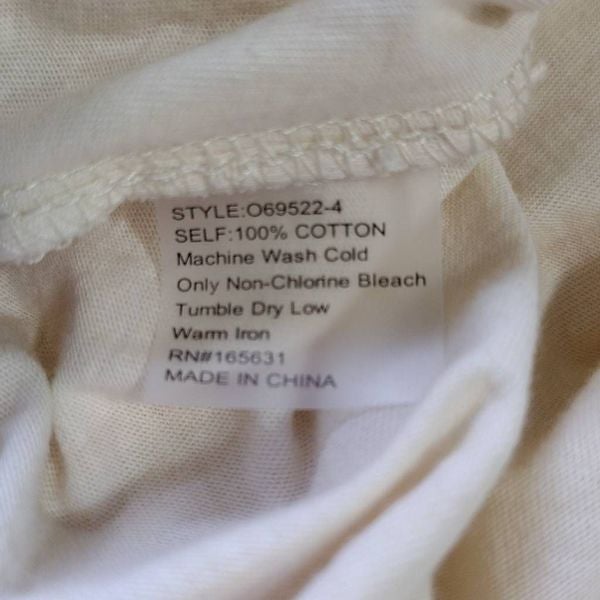 STYLE:O69522-4
SELF:100% COTTON
Machine Wash Cold
Only Non-Chlorine Bleach
Tumble Dry Low
Warm Iron
RN#165631
MADE IN CHINA